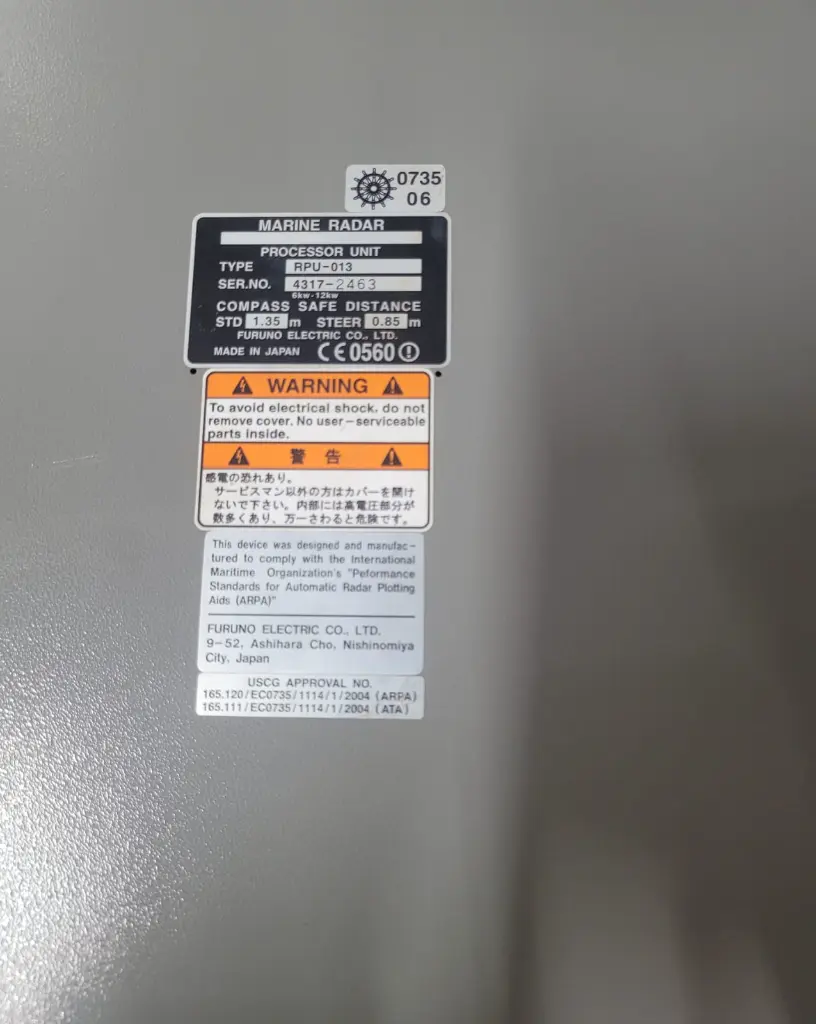 0735
06
MARINE RADAR
PROCESSOR UNIT
TYPE RPU-013
SER.NO. 4317-2463
6kw·12kw
COMPASS SAFE DISTANCE
STD 1.35 m STEER 0.85 m
FURUNO ELECTRIC CO., LTD.
MADE IN JAPAN CE0560
WARNING
To avoid electrical shock, do not
remove cover. No user-serviceable
parts inside.
警告
感電の恐れあり。
サービスマン以外の方はカバーを開け
ないで下さい。内部には高電圧部分が
数多くあり、万一さわると危険です。
This device was designed and manufac-
tured to comply with the International
Maritime Organization's "Peformance
Standards for Automatic Radar Plotting
Aids (ARPA)"
FURUNO ELECTRIC CO., LTD.
9-52, Ashihara Cho, Nishinomiya
City, Japan
USCG APPROVAL NO.
165.120/EC0735/1114/1/2004 (ARPA)
165.111/EC0735/1114/1/2004 (ATA)